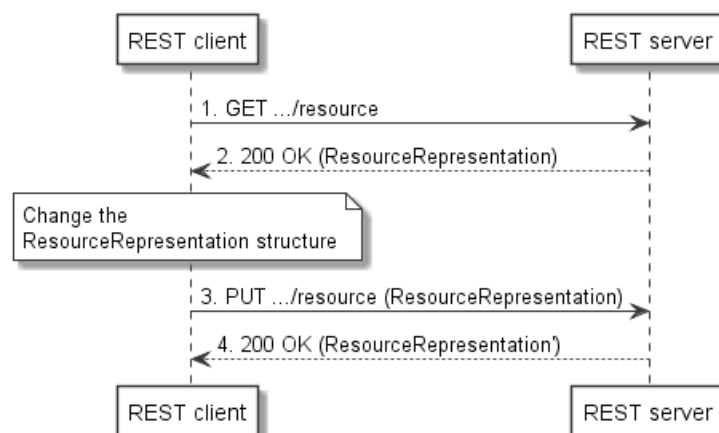 REST client
REST server
1. GET .../resource
2. 200 OK (ResourceRepresentation)
Change the
ResourceRepresentation structure
3. PUT .../resource (ResourceRepresentation)
4. 200 OK (ResourceRepresentation')
REST client
REST server